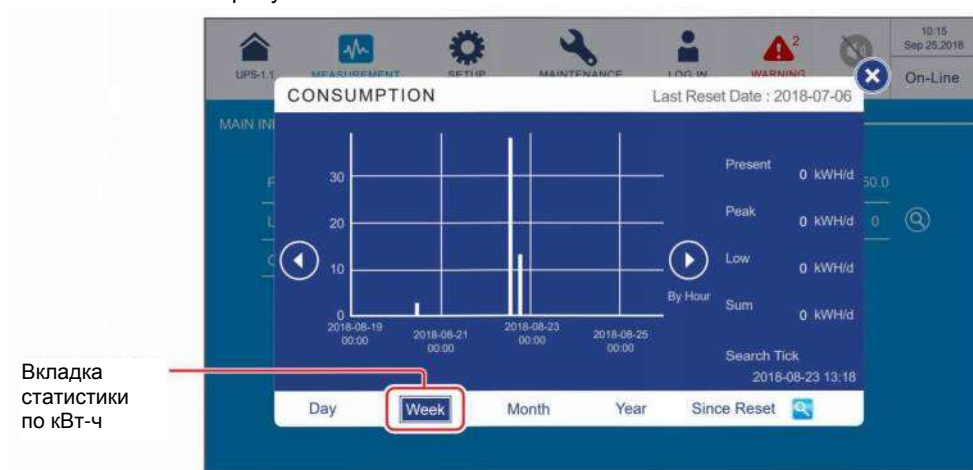 10:15
Sep 25,2018
UPS-1.1 MEASUREMENT SETUP MAINTENANCE LOG IN WARNING 2
On-Line
CONSUMPTION Last Reset Date : 2018-07-06
MAIN IN
30
20
10
0
2018-08-19 00:00
2018-08-21 00:00
2018-08-23 00:00
2018-08-25 00:00
By Hour
Present 0 kWH/d
Peak 0 kWH/d
Low 0 kWH/d
Sum 0 kWH/d
Search Tick
2018-08-23 13:18
50.0
0
Day Week Month Year Since Reset
Вкладка
статистики
по кВт-ч